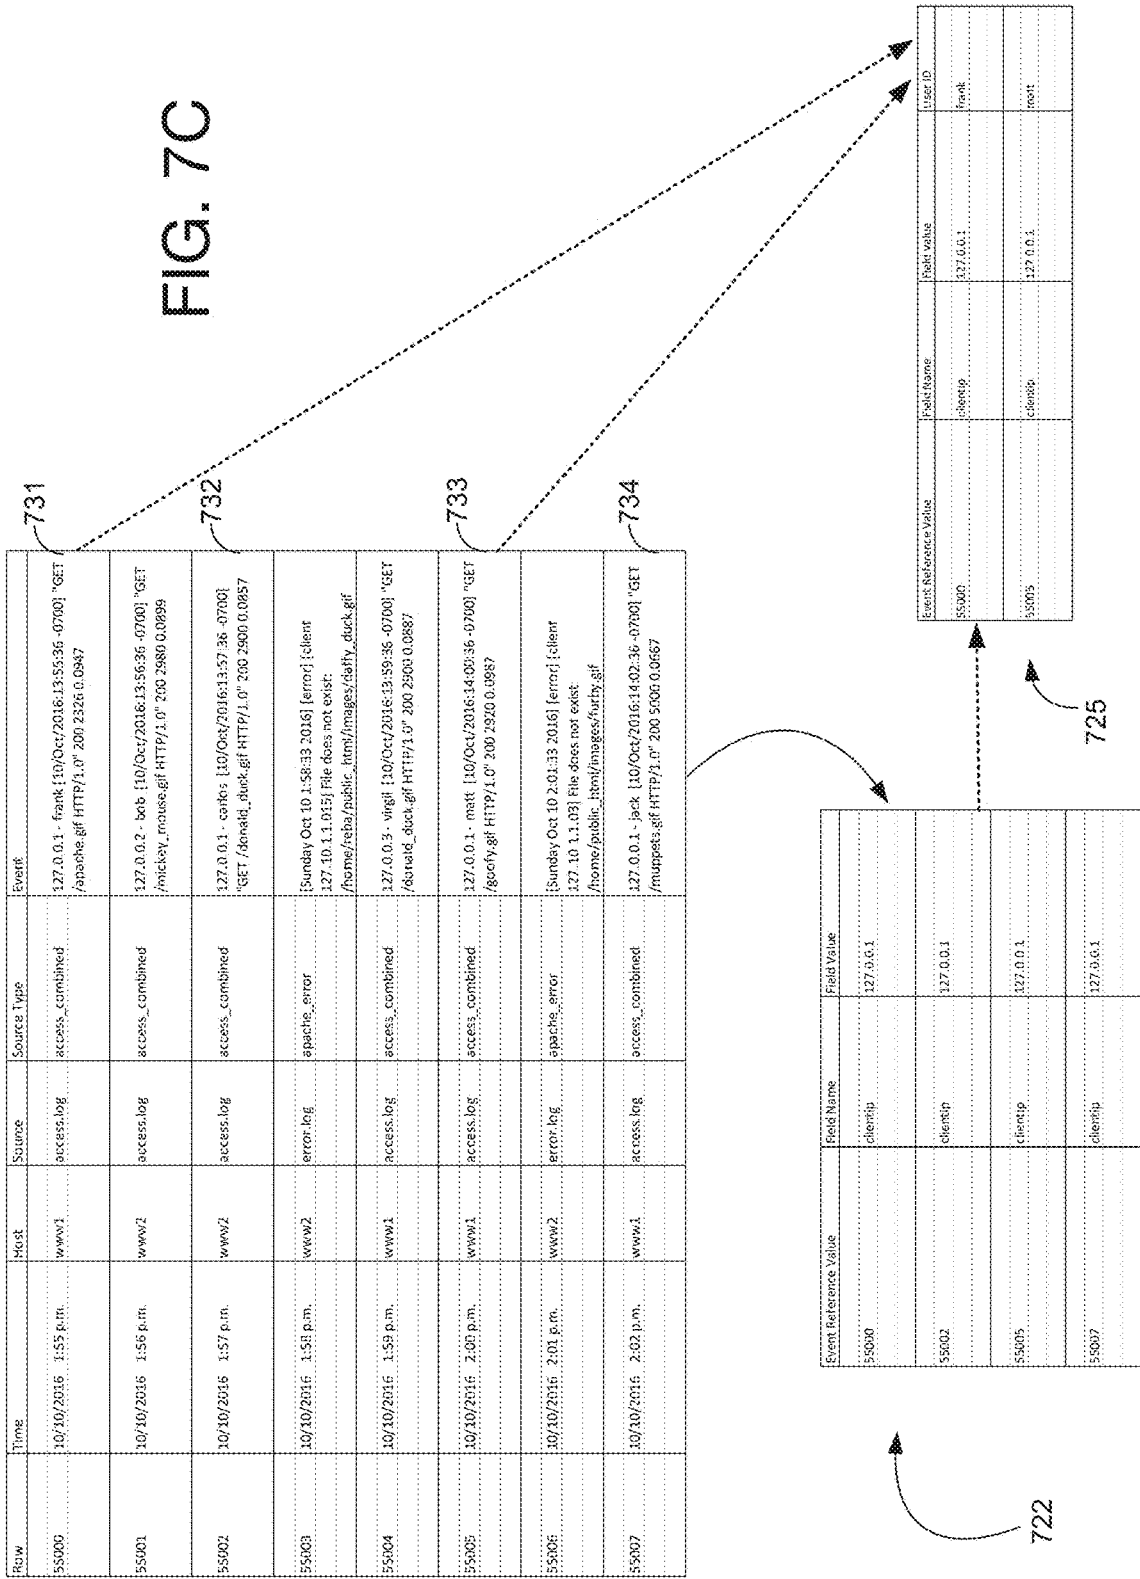 FIG. 7C
Row Time Host Source Source Type Event
55000 10/10/2016 1:55 p.m. www1 access.log access_combined 127.0.0.1 - frank [10/Oct/2016:13:55:36 -0700] "GET
/apache.gif HTTP/1.0" 200 2326 0.0947
731
55001 10/10/2016 1:56 p.m. www2 access.log access_combined 127.0.0.2 - bob [10/Oct/2016:13:56:36 -0700] "GET
/mickey_mouse.gif HTTP/1.0" 200 2980 0.0899
55002 10/10/2016 1:57 p.m. www2 access.log access_combined 127.0.0.1 - carlos [10/Oct/2016:13:57:36 -0700]
"GET /donald_duck.gif HTTP/1.0" 200 2900 0.0857
732
55003 10/10/2016 1:58 p.m. www2 error.log apache_error [Sunday Oct 10 1:58:33 2016] [error] [client
127.10.1.1.015] File does not exist:
/home/reba/public_html/images/daffy_duck.gif
55004 10/10/2016 1:59 p.m. www1 access.log access_combined 127.0.0.3 - virgil [10/Oct/2016:13:59:36 -0700] "GET
/donald_duck.gif HTTP/1.0" 200 2900 0.0887
55005 10/10/2016 2:00 p.m. www1 access.log access_combined 127.0.0.1 - matt [10/Oct/2016:14:00:36 -0700] "GET
/goofy.gif HTTP/1.0" 200 2920 0.0987
733
55006 10/10/2016 2:01 p.m. www2 error.log apache_error [Sunday Oct 10 2:01:33 2016] [error] [client
127.10.1.1.03] File does not exist:
/home/public_html/images/furby.gif
55007 10/10/2016 2:02 p.m. www1 access.log access_combined 127.0.0.1 - jack [10/Oct/2016:14:02:36 -0700] "GET
/muppets.gif HTTP/1.0" 200 5000 0.0667
734
Event Reference Value Field Name Field Value
55000 clientip 127.0.0.1
55002 clientip 127.0.0.1
55005 clientip 127.0.0.1
55007 clientip 127.0.0.1
722
Event Reference Value Field Name Field Value User ID
55000 clientip 127.0.0.1 frank
55005 clientip 127.0.0.1 matt
725